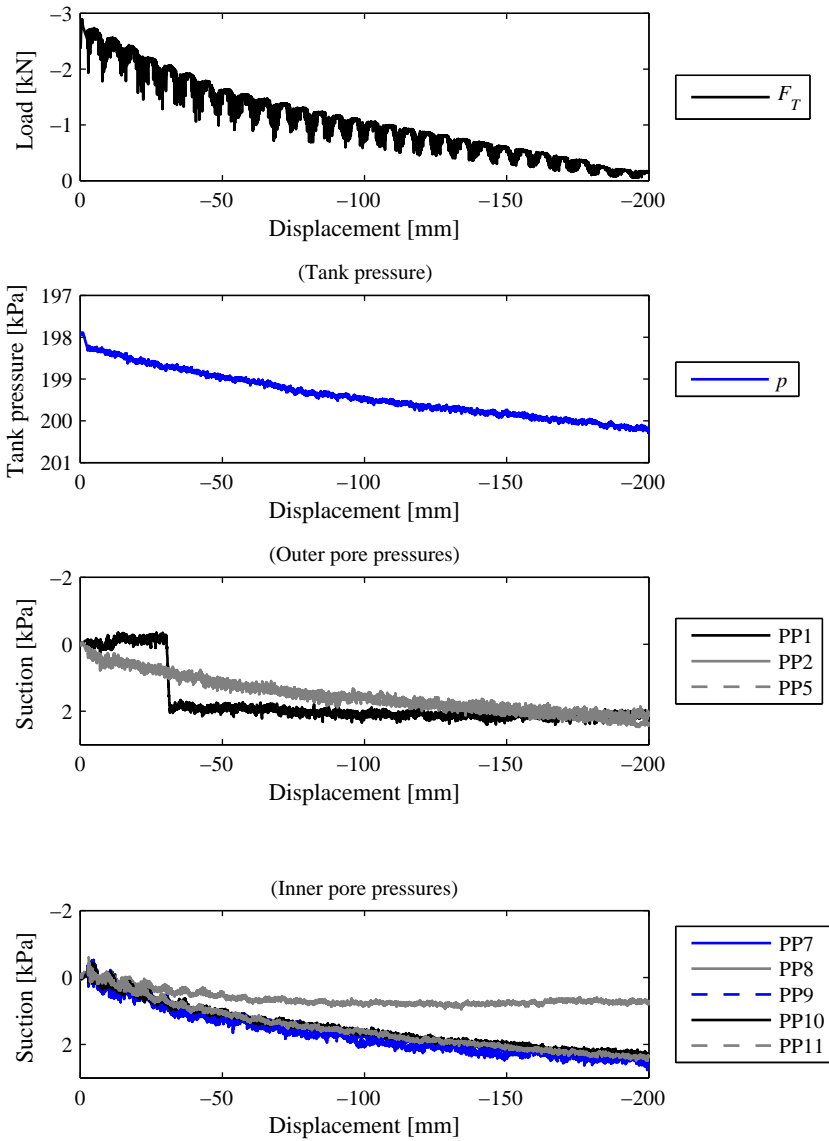 −3
−2
−1
0
Load [kN]
0 −50 −100 −150 −200
Displacement [mm]
F_T
(Tank pressure)
197
198
199
200
201
Tank pressure [kPa]
0 −50 −100 −150 −200
Displacement [mm]
p
(Outer pore pressures)
−2
0
2
Suction [kPa]
0 −50 −100 −150 −200
Displacement [mm]
PP1
PP2
PP5
(Inner pore pressures)
−2
0
2
Suction [kPa]
0 −50 −100 −150 −200
Displacement [mm]
PP7
PP8
PP9
PP10
PP11